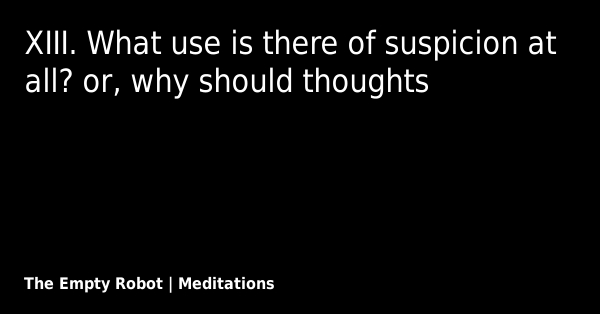 XIII. What use is there of suspicion at
all? or, why should thoughts
The Empty Robot | Meditations